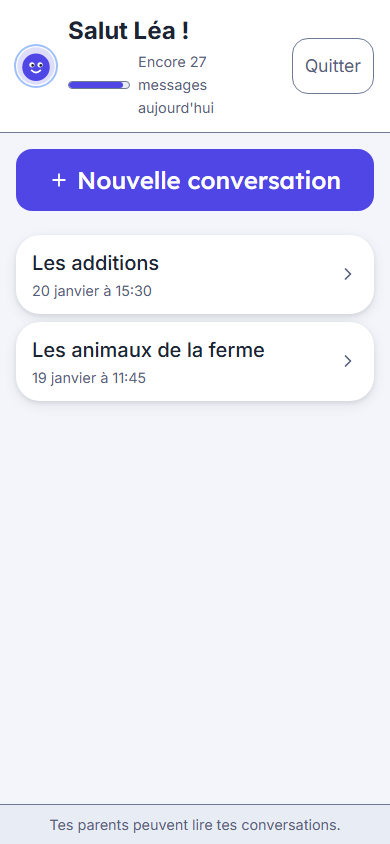 Salut Léa !
Encore 27
messages
aujourd'hui
Quitter
+ Nouvelle conversation
Les additions
20 janvier à 15:30
Les animaux de la ferme
19 janvier à 11:45
Tes parents peuvent lire tes conversations.